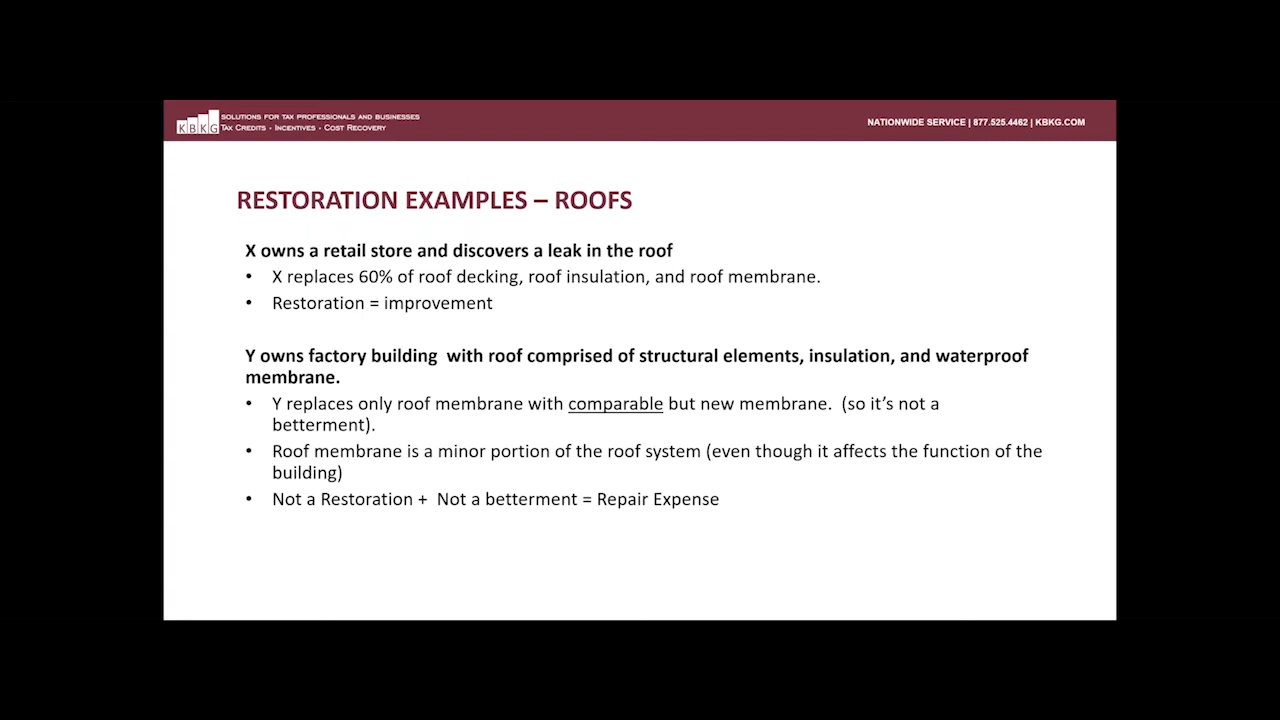 KBKG
SOLUTIONS FOR TAX PROFESSIONALS AND BUSINESSES
TAX CREDITS · INCENTIVES · COST RECOVERY
NATIONWIDE SERVICE | 877.525.4462 | KBKG.COM
RESTORATION EXAMPLES – ROOFS
X owns a retail store and discovers a leak in the roof
• X replaces 60% of roof decking, roof insulation, and roof membrane.
• Restoration = improvement
Y owns factory building  with roof comprised of structural elements, insulation, and waterproof
membrane.
• Y replaces only roof membrane with comparable but new membrane.  (so it’s not a
betterment).
• Roof membrane is a minor portion of the roof system (even though it affects the function of the
building)
• Not a Restoration +  Not a betterment = Repair Expense